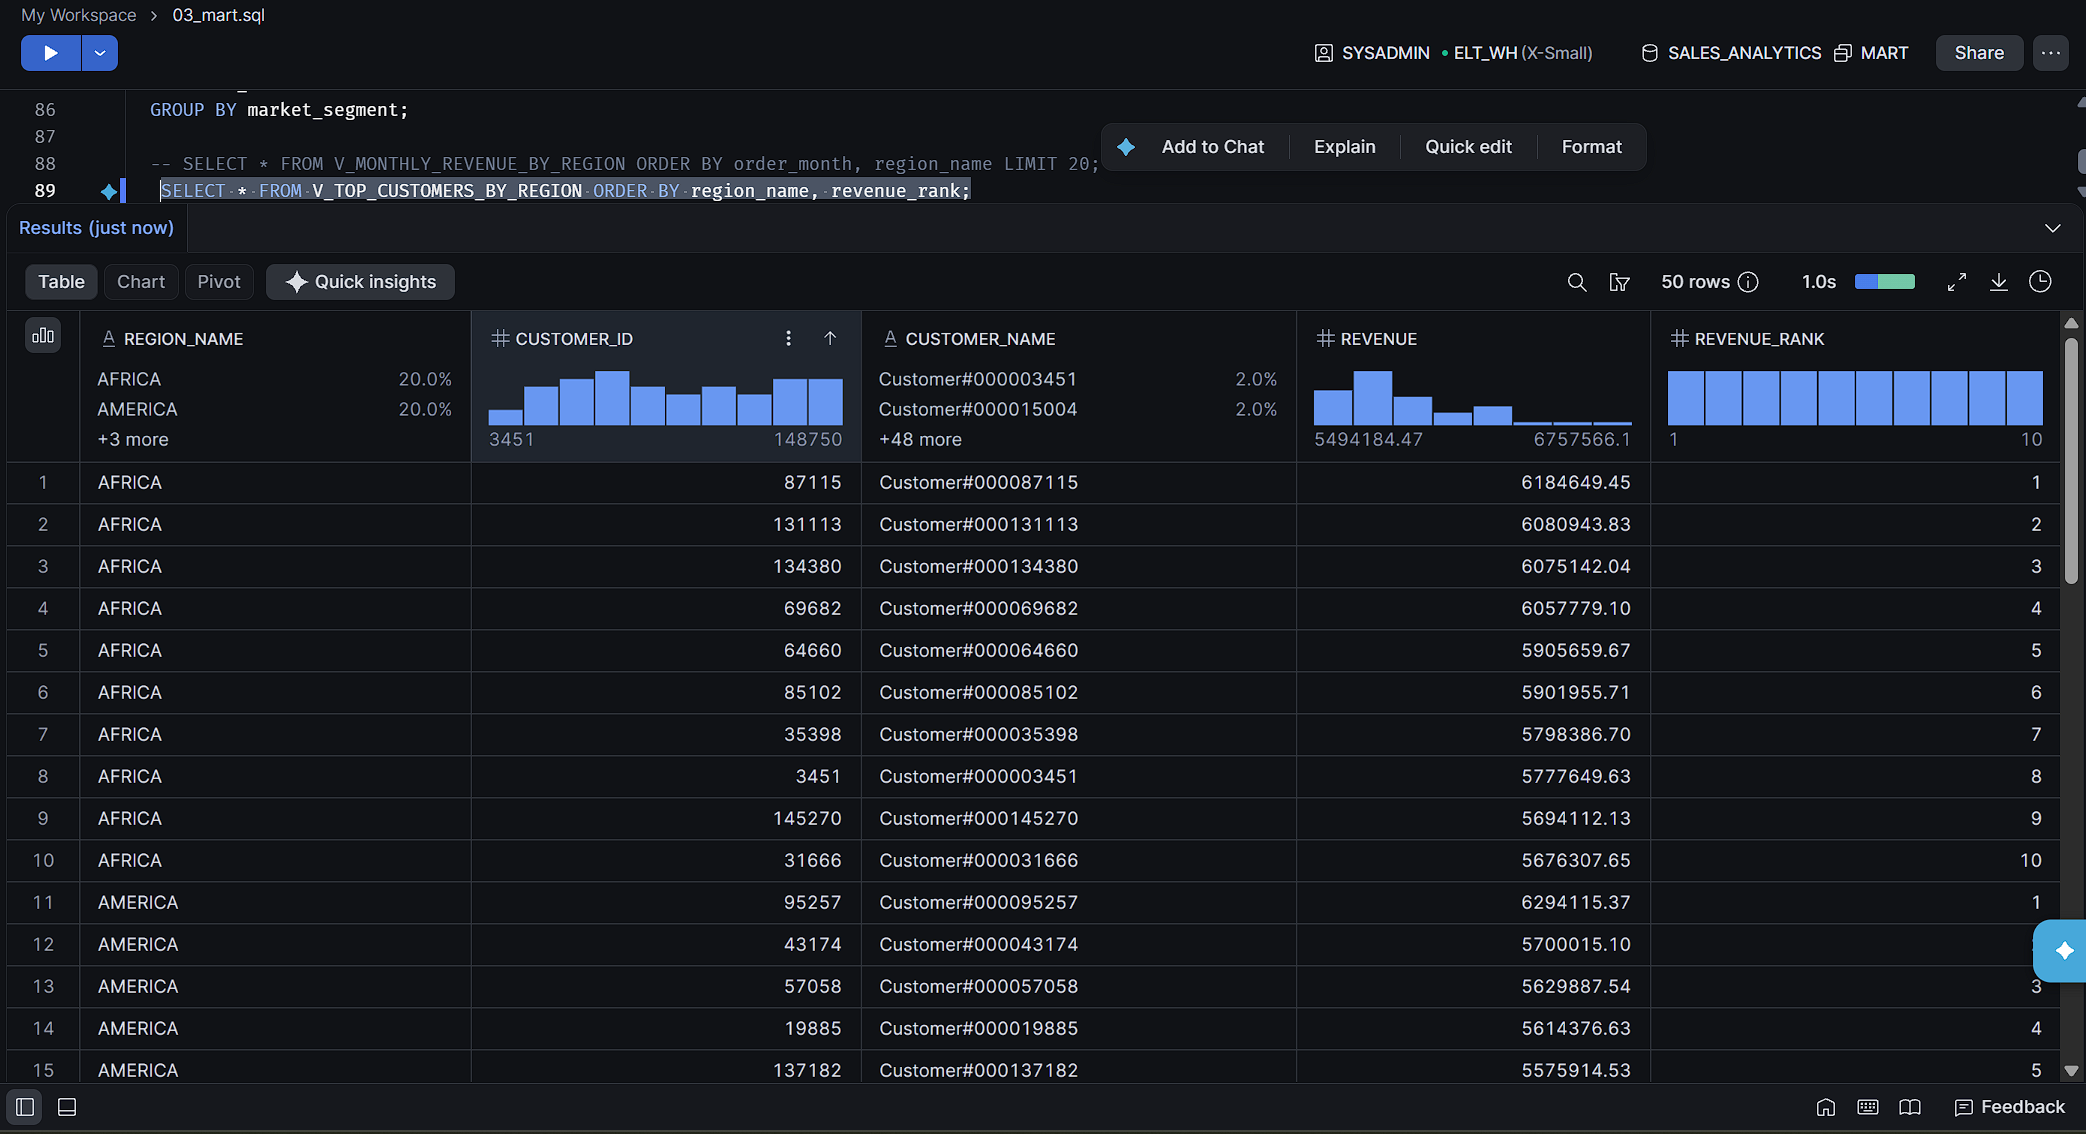 My Workspace > 03_mart.sql
SYSADMIN • ELT_WH (X-Small) SALES_ANALYTICS MART Share ...
86 GROUP BY market_segment;
87
88 -- SELECT * FROM V_MONTHLY_REVENUE_BY_REGION ORDER BY order_month, region_name LIMIT 20;
Add to Chat Explain Quick edit Format
89 SELECT * FROM V_TOP_CUSTOMERS_BY_REGION ORDER BY region_name, revenue_rank;
Results (just now)
Table Chart Pivot Quick insights 50 rows 1.0s
REGION_NAME CUSTOMER_ID CUSTOMER_NAME REVENUE REVENUE_RANK
AFRICA 20.0% Customer#000003451 2.0%
AMERICA 20.0% Customer#000015004 2.0%
+3 more 3451 148750 +48 more 5494184.47 6757566.1 1 10
1 AFRICA 87115 Customer#000087115 6184649.45 1
2 AFRICA 131113 Customer#000131113 6080943.83 2
3 AFRICA 134380 Customer#000134380 6075142.04 3
4 AFRICA 69682 Customer#000069682 6057779.10 4
5 AFRICA 64660 Customer#000064660 5905659.67 5
6 AFRICA 85102 Customer#000085102 5901955.71 6
7 AFRICA 35398 Customer#000035398 5798386.70 7
8 AFRICA 3451 Customer#000003451 5777649.63 8
9 AFRICA 145270 Customer#000145270 5694112.13 9
10 AFRICA 31666 Customer#000031666 5676307.65 10
11 AMERICA 95257 Customer#000095257 6294115.37 1
12 AMERICA 43174 Customer#000043174 5700015.10
13 AMERICA 57058 Customer#000057058 5629887.54 3
14 AMERICA 19885 Customer#000019885 5614376.63 4
15 AMERICA 137182 Customer#000137182 5575914.53 5
Feedback